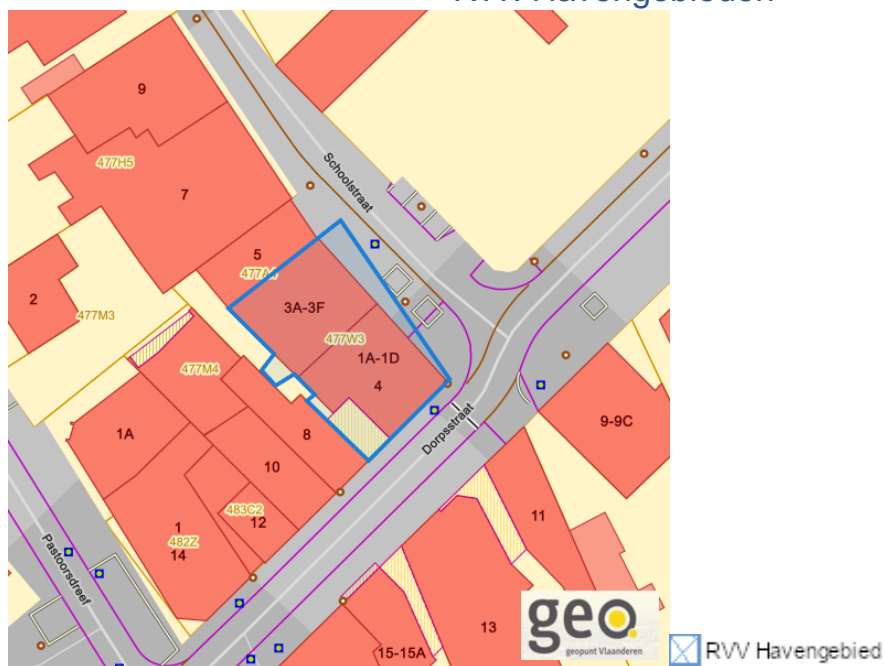 RVV Havengebieden
9
477H5
7
Schoolstraat
5
2
477M3
3A-3F
477W3
1A-1D
4
477M4
1A
8
Dorpsstraat
9-9C
10
483C2
12
11
1
482Z
14
Pastoorsdreef
13
15-15A
geo.
geopunt Vlaanderen
RVV Havengebied